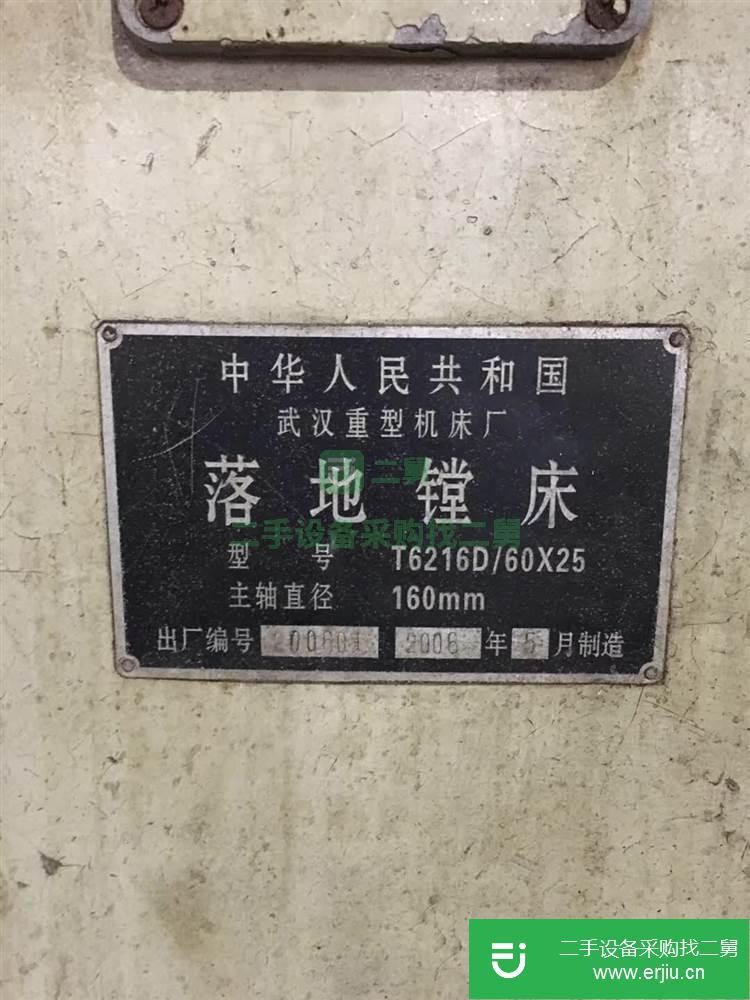 中华人民共和国
武汉重型机床厂
落地镗床
二舅
二手设备采购找二舅
型号 T6216D/60X25
主轴直径 160mm
出厂编号 200601 2006 年 5 月制造
二手设备采购找二舅
www.erjiu.cn